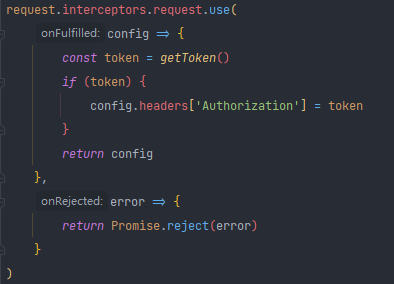 request.interceptors.request.use(
    onFulfilled: config => {
        const token = getToken()
        if (token) {
            config.headers['Authorization'] = token
        }
        return config
    },
    onRejected: error => {
        return Promise.reject(error)
    }
)